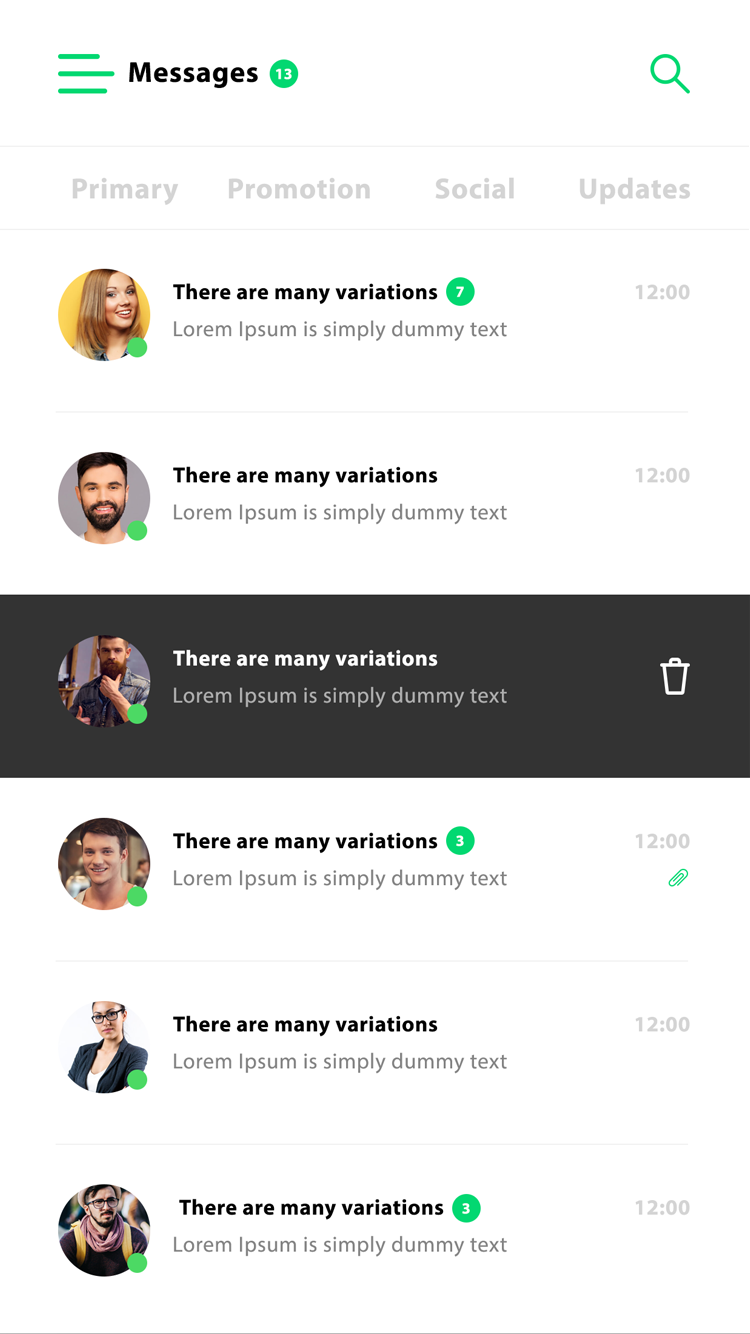 Messages 13
Primary Promotion Social Updates
There are many variations 7 12:00
Lorem Ipsum is simply dummy text
There are many variations 12:00
Lorem Ipsum is simply dummy text
There are many variations
Lorem Ipsum is simply dummy text
There are many variations 3 12:00
Lorem Ipsum is simply dummy text
There are many variations 12:00
Lorem Ipsum is simply dummy text
There are many variations 3 12:00
Lorem Ipsum is simply dummy text